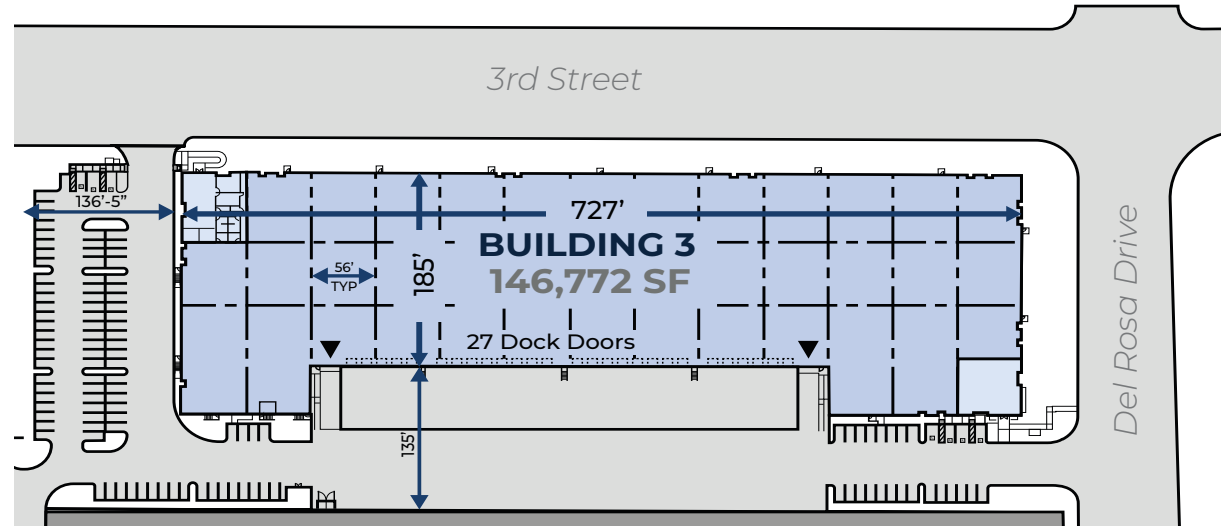 3rd Street
136’-5”
727’
BUILDING 3
146,772 SF
56’
TYP
185’
27 Dock Doors
135’
Del Rosa Drive